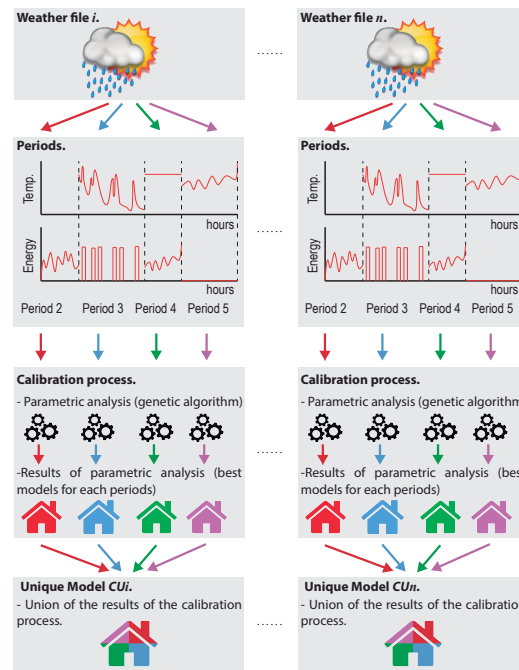 Weather file i.
Weather file n.
......
Periods.
Temp.
hours
Energy
hours
Period 2 Period 3 Period 4 Period 5
......
Periods.
Temp.
hours
Energy
hours
Period 2 Period 3 Period 4 Period 5
Calibration process.
- Parametric analysis (genetic algorithm)
-Results of parametric analysis (best
models for each periods)
......
Calibration process.
- Parametric analysis (genetic algorithm
-Results of parametric analysis (best
models for each periods)
Unique Model CUi.
- Union of the results of the calibration
process.
......
Unique Model CUn.
- Union of the results of the calibration
process.